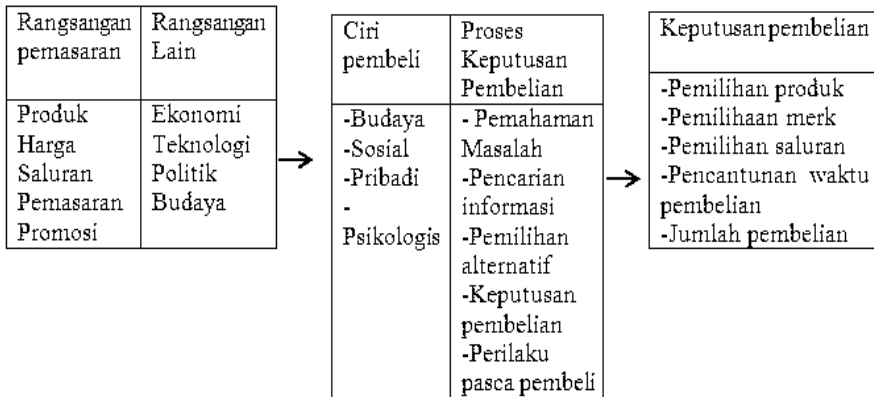 Rangsangan
pemasaran
Rangsangan
Lain
Produk
Harga
Saluran
Pemasaran
Promosi
Ekonomi
Teknologi
Politik
Budaya
Ciri
pembeli
Proses
Keputusan
Pembelian
-Budaya
-Sosial
-Pribadi
-
Psikologis
- Pemahaman
Masalah
-Pencarian
informasi
-Pemilihan
alternatif
-Keputusan
pembelian
-Perilaku
pasca pembeli
Keputusan pembelian
-Pemilihan produk
-Pemilihaan merk
-Pemilihan saluran
-Pencantunan waktu
pembelian
-Jumlah pembelian